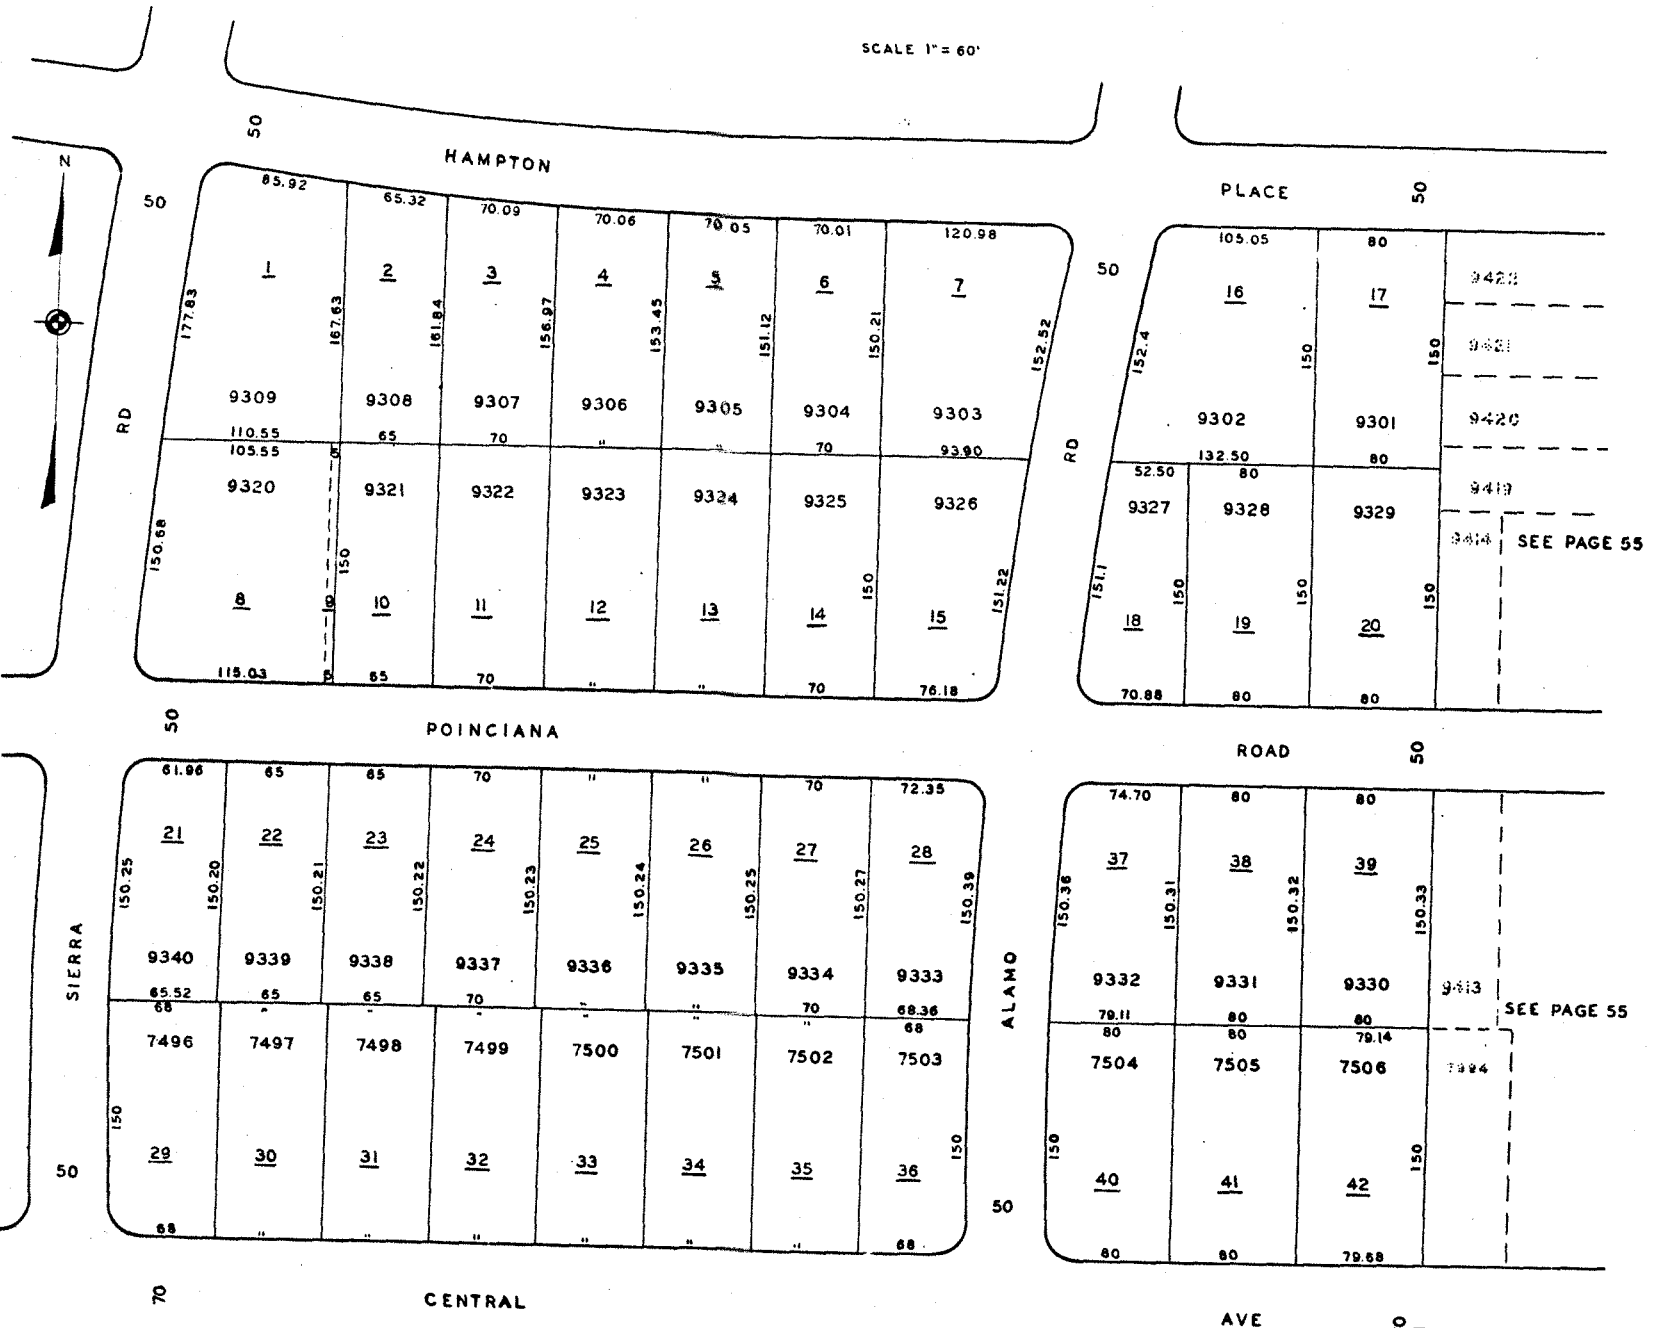 SCALE 1"= 60'
50
HAMPTON
PLACE
50
N
50
50
85.92 65.32 70.09 70.06 70.05 70.01 120.98 105.05 80
1 2 3 4 5 6 7 16 17
177.83 167.63 161.84 156.97 153.45 151.12 150.21 152.52 152.4 150 150
9421
9420
9419
RD
RD
9309 9308 9307 9306 9305 9304 9303 9302 9301
110.55 65 70 " " 70 93.90 132.50 80
105.55 5 52.50 80
9320 9321 9322 9323 9324 9325 9326 9327 9328 9329
9414 SEE PAGE 55
150.68 150 150 151.22 151.1 150 150 150
8 9 10 11 12 13 14 15 18 19 20
115.03 65 70 " " 70 76.18 70.88 80 80
50
POINCIANA
ROAD
50
61.96 65 65 70 " " 70 72.35 74.70 80 80
21 22 23 24 25 26 27 28 37 38 39
150.25 150.20 150.21 150.22 150.23 150.24 150.25 150.27 150.39 150.36 150.31 150.32 150.33
SIERRA
ALAMO
9340 9339 9338 9337 9336 9335 9334 9333 9332 9331 9330 9413
65.52 65 65 70 " " 70 68.36 79.11 80 80
SEE PAGE 55
68 " " " " " 68 80 80 79.14
7496 7497 7498 7499 7500 7501 7502 7503 7504 7505 7506
150 150 150 150
29 30 31 32 33 34 35 36 40 41 42
50
50
68 " " " " " " 68 80 80 79.68
70
CENTRAL
AVE